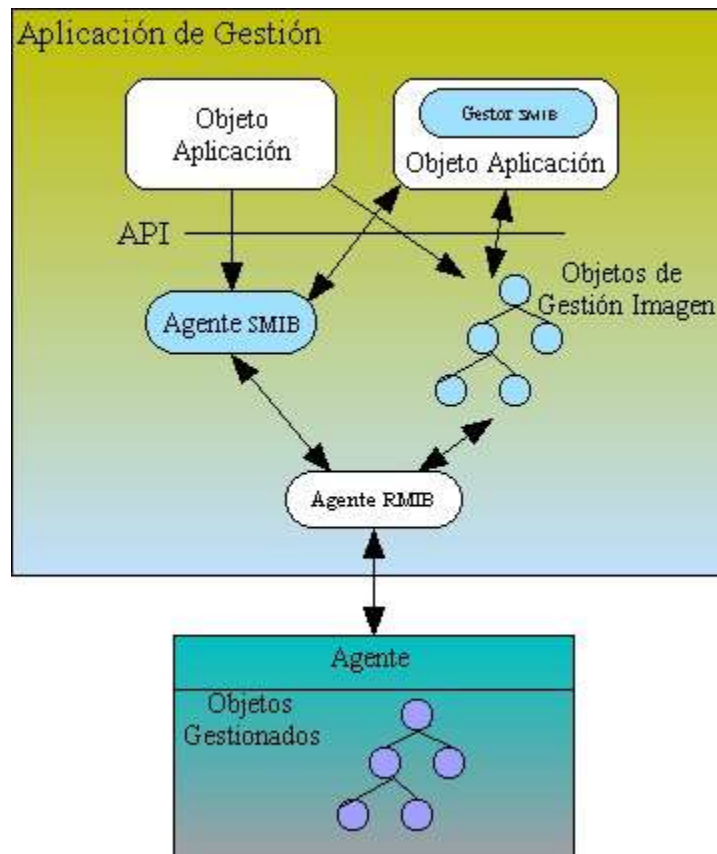 Aplicación de Gestión
Objeto
Aplicación
Gestor SMIB
Objeto Aplicación
API
Agente SMIB
Objetos de
Gestión Imagen
Agente RMIB
Agente
Objetos
Gestionados